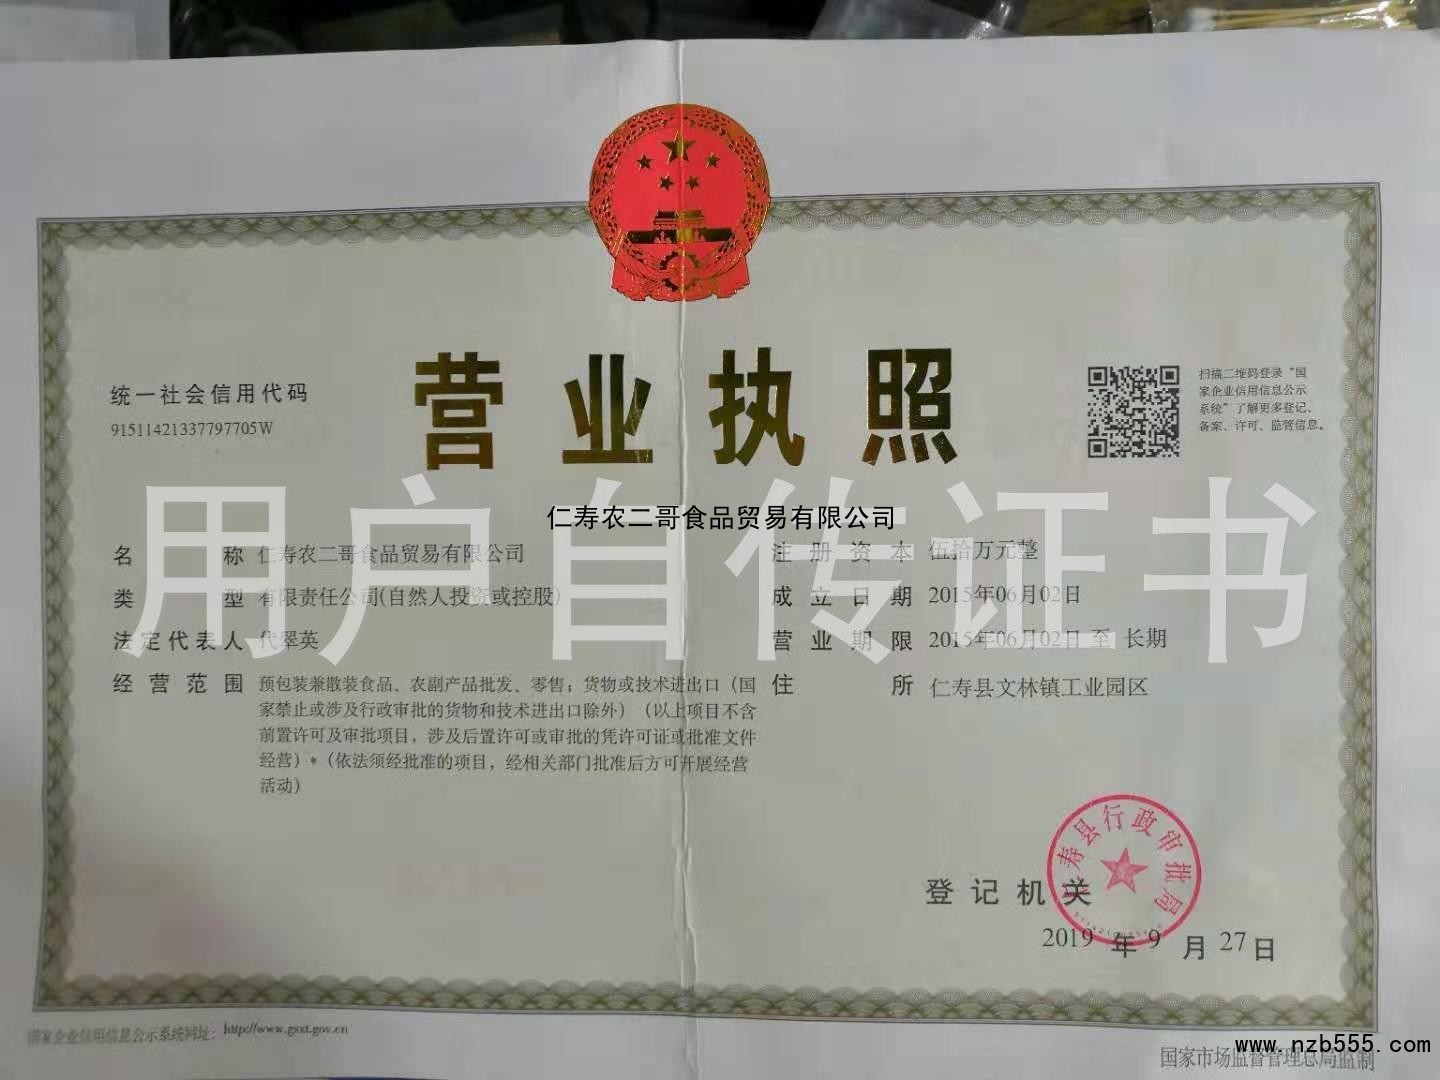 营业执照
统一社会信用代码
91511421337797705W
扫描二维码登录“国
家企业信用信息公示
系统”了解更多登记、
备案、许可、监管信息。
用户自传证书
仁寿农二哥食品贸易有限公司
名称 仁寿农二哥食品贸易有限公司
类型 有限责任公司(自然人投资或控股)
法定代表人 代翠英
经营范围 预包装兼散装食品、农副产品批发、零售；货物或技术进出口（国
家禁止或涉及行政审批的货物和技术进出口除外）（以上项目不含
前置许可及审批项目，涉及后置许可或审批的凭许可证或批准文件
经营）*（依法须经批准的项目，经相关部门批准后方可开展经营
活动）
注册资本 伍拾万元整
成立日期 2015年06月02日
营业期限 2015年06月02日 至 长期
住所 仁寿县文林镇工业园区
寿县行政审批局
登记机关
2019 年 9 月 27 日
国家企业信用信息公示系统网址：http://www.gsxt.gov.cn
国家市场监督管理总局监制
www.nzb555.com